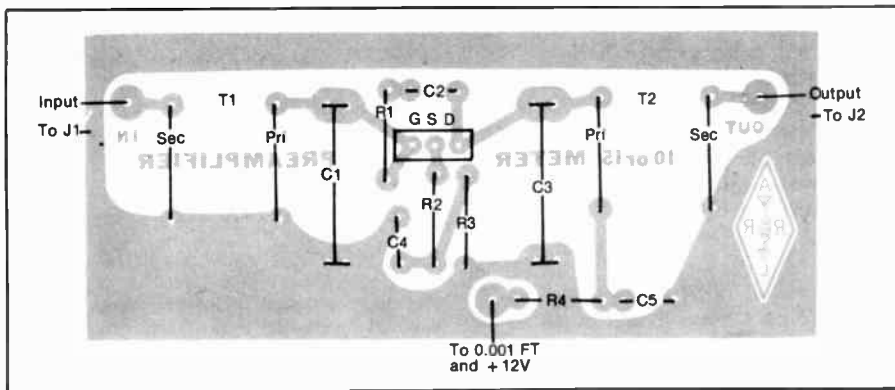 Input
To J1
Sec
T1
Pri
C1
R1
C2
G S D
R2
R3
C4
C3
Pri
T2
Sec
Output
To J2
R4
C5
To 0.001 FT
and + 12V
IN
PREAMPLIFIER
10 or 15 METER
OUT
A
R R
L